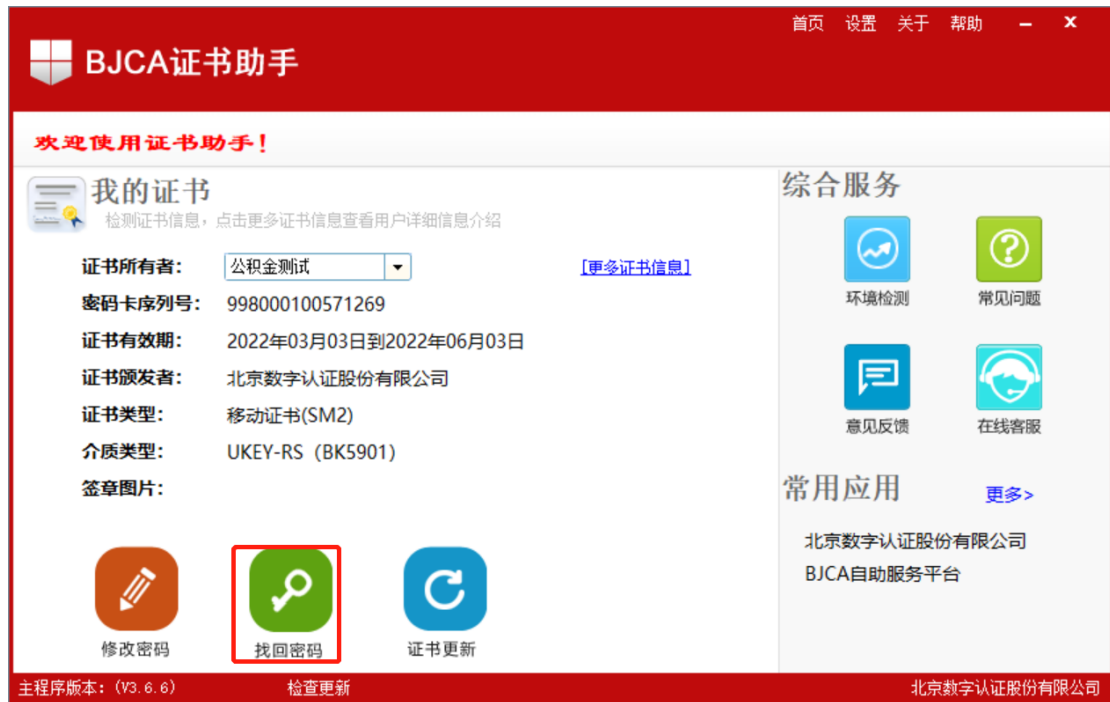 首页 设置 关于 帮助
BJCA证书助手
欢迎使用证书助手！
我的证书
检测证书信息，点击更多证书信息查看用户详细信息介绍
证书所有者： 公积金测试 [更多证书信息]
密码卡序列号： 998000100571269
证书有效期： 2022年03月03日到2022年06月03日
证书颁发者： 北京数字认证股份有限公司
证书类型： 移动证书(SM2)
介质类型： UKEY-RS（BK5901）
签章图片：
修改密码 找回密码 证书更新
综合服务
环境检测 常见问题
意见反馈 在线客服
常用应用 更多>
北京数字认证股份有限公司
BJCA自助服务平台
主程序版本：(V3.6.6) 检查更新 北京数字认证股份有限公司